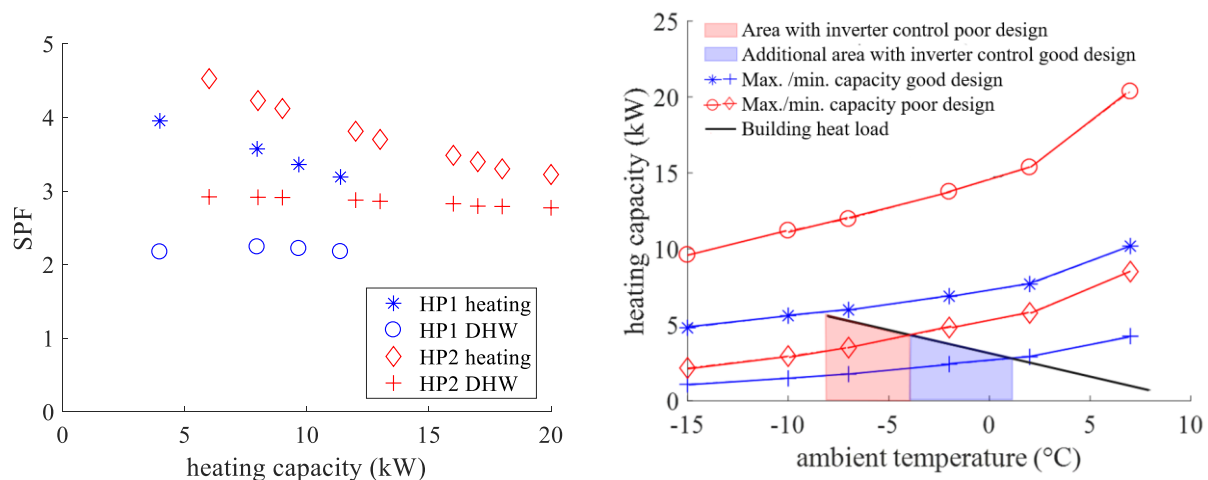 5
4
3
2
1
0
SPF
0
5
10
15
20
heating capacity (kW)
HP1 heating
HP1 DHW
HP2 heating
HP2 DHW
25
20
15
10
5
0
heating capacity (kW)
-15
-10
-5
0
5
10
ambient temperature (°C)
Area with inverter control poor design
Additional area with inverter control good design
Max. /min. capacity good design
Max./min. capacity poor design
Building heat load